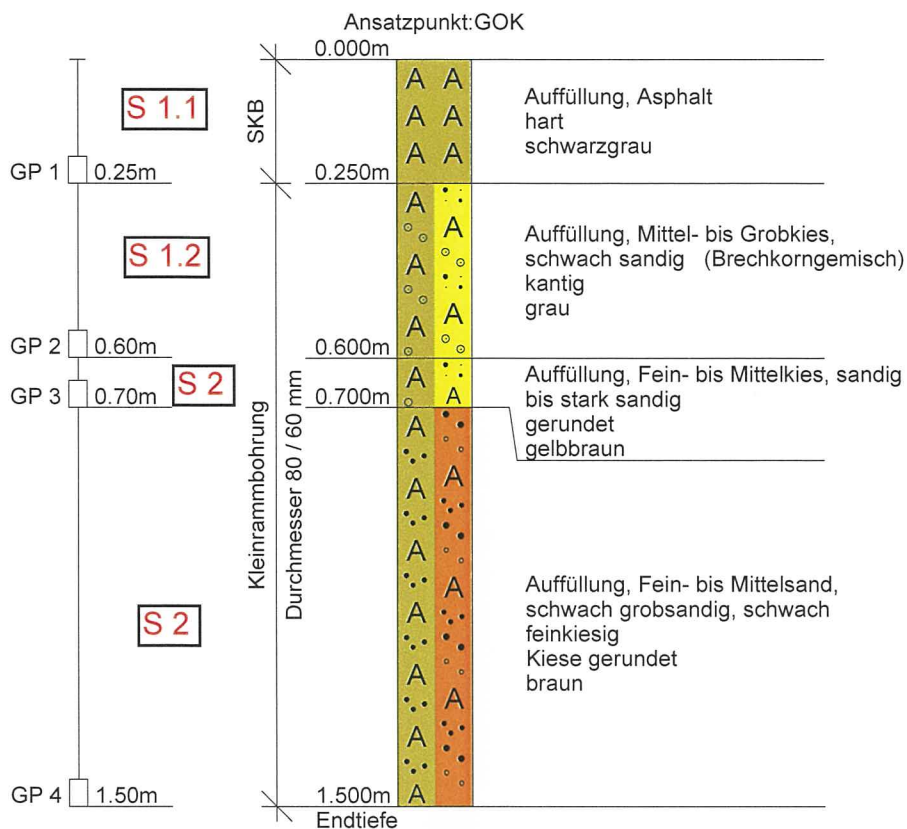 Ansatzpunkt:GOK
0.000m
S 1.1
SKB
A A
A A
A A
Auffüllung, Asphalt
hart
schwarzgrau
GP 1 0.25m
0.250m
S 1.2
A
A
A
A
A
Auffüllung, Mittel- bis Grobkies,
schwach sandig (Brechkorngemisch)
kantig
grau
GP 2 0.60m
0.600m
S 2
GP 3 0.70m
0.700m
A A
Auffüllung, Fein- bis Mittelkies, sandig
bis stark sandig
gerundet
gelbbraun
Kleinrammbohrung
Durchmesser 80 / 60 mm
S 2
A
A
A
A
A
A
A
A
A
A
Auffüllung, Fein- bis Mittelsand,
schwach grobsandig, schwach
feinkiesig
Kiese gerundet
braun
GP 4 1.50m
1.500m
Endtiefe